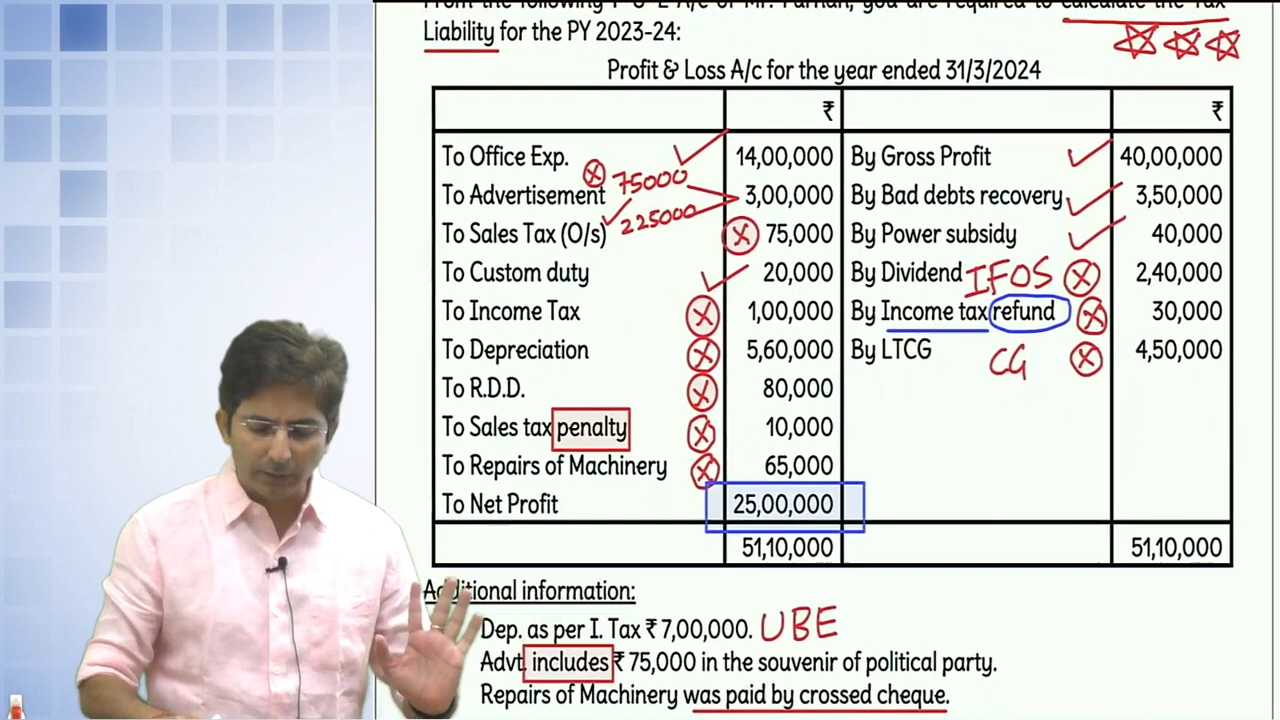 Liability for the PY 2023-24:
Profit & Loss A/c for the year ended 31/3/2024
₹ ₹
To Office Exp. 14,00,000 By Gross Profit 40,00,000
To Advertisement 75000 3,00,000 By Bad debts recovery 3,50,000
To Sales Tax (O/s) 225000 75,000 By Power subsidy 40,000
To Custom duty 20,000 By Dividend IFOS 2,40,000
To Income Tax 1,00,000 By Income tax refund 30,000
To Depreciation 5,60,000 By LTCG CG 4,50,000
To R.D.D. 80,000
To Sales tax penalty 10,000
To Repairs of Machinery 65,000
To Net Profit 25,00,000
51,10,000 51,10,000
Additional information:
Dep. as per I. Tax ₹ 7,00,000. UBE
Advt. includes ₹ 75,000 in the souvenir of political party.
Repairs of Machinery was paid by crossed cheque.